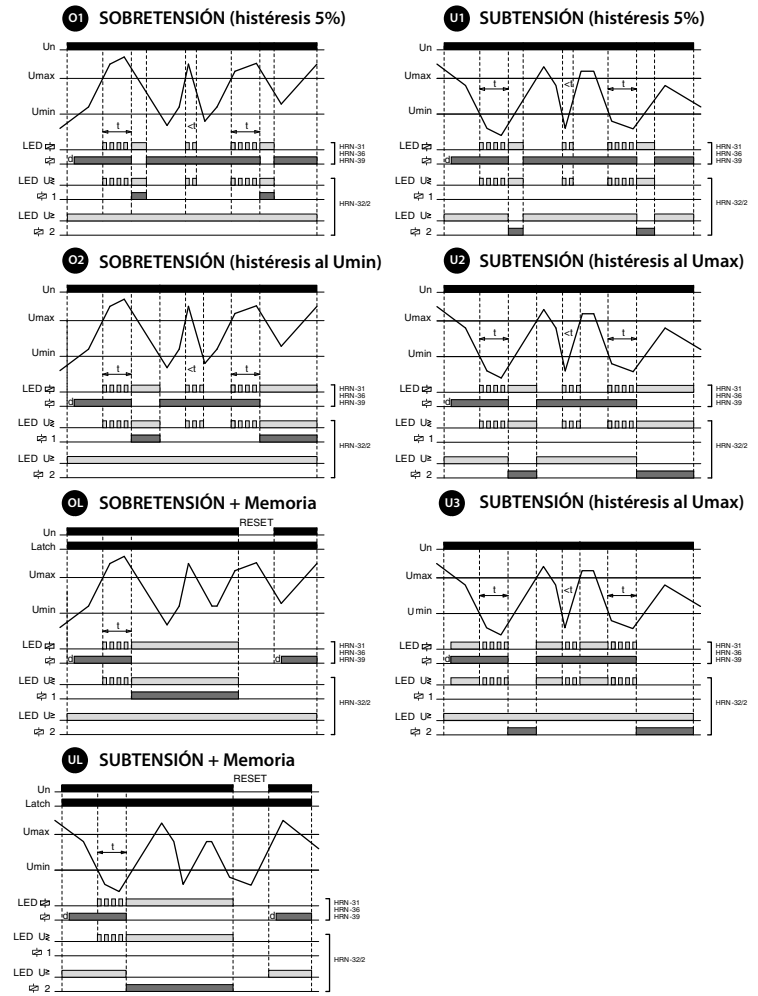 O1 SOBRETENSIÓN (histéresis 5%)
Un
Umax
Umin
t
<t
t
LED
d
HRN-31
HRN-36
HRN-39
LED U≥
1
LED U≥
2
HRN-32/2
U1 SUBTENSIÓN (histéresis 5%)
Un
Umax
Umin
t
<t
t
LED
d
HRN-31
HRN-36
HRN-39
LED U≥
1
LED U≥
2
HRN-32/2
O2 SOBRETENSIÓN (histéresis al Umin)
Un
Umax
Umin
t
<t
t
LED
d
HRN-31
HRN-36
HRN-39
LED U≥
1
LED U≥
2
HRN-32/2
U2 SUBTENSIÓN (histéresis al Umax)
Un
Umax
Umin
t
<t
t
LED
d
HRN-31
HRN-36
HRN-39
LED U≥
1
LED U≥
2
HRN-32/2
OL SOBRETENSIÓN + Memoria
RESET
Un
Latch
Umax
Umin
t
LED
d
d
HRN-31
HRN-36
HRN-39
LED U≥
1
LED U≥
2
HRN-32/2
U3 SUBTENSIÓN (histéresis al Umax)
Un
Umax
Umin
t
<t
t
LED
d
HRN-31
HRN-36
HRN-39
LED U≥
1
LED U≥
2
HRN-32/2
UL SUBTENSIÓN + Memoria
RESET
Un
Latch
Umax
Umin
t
LED
d
d
HRN-31
HRN-36
HRN-39
LED U≥
1
LED U≥
2
HRN-32/2